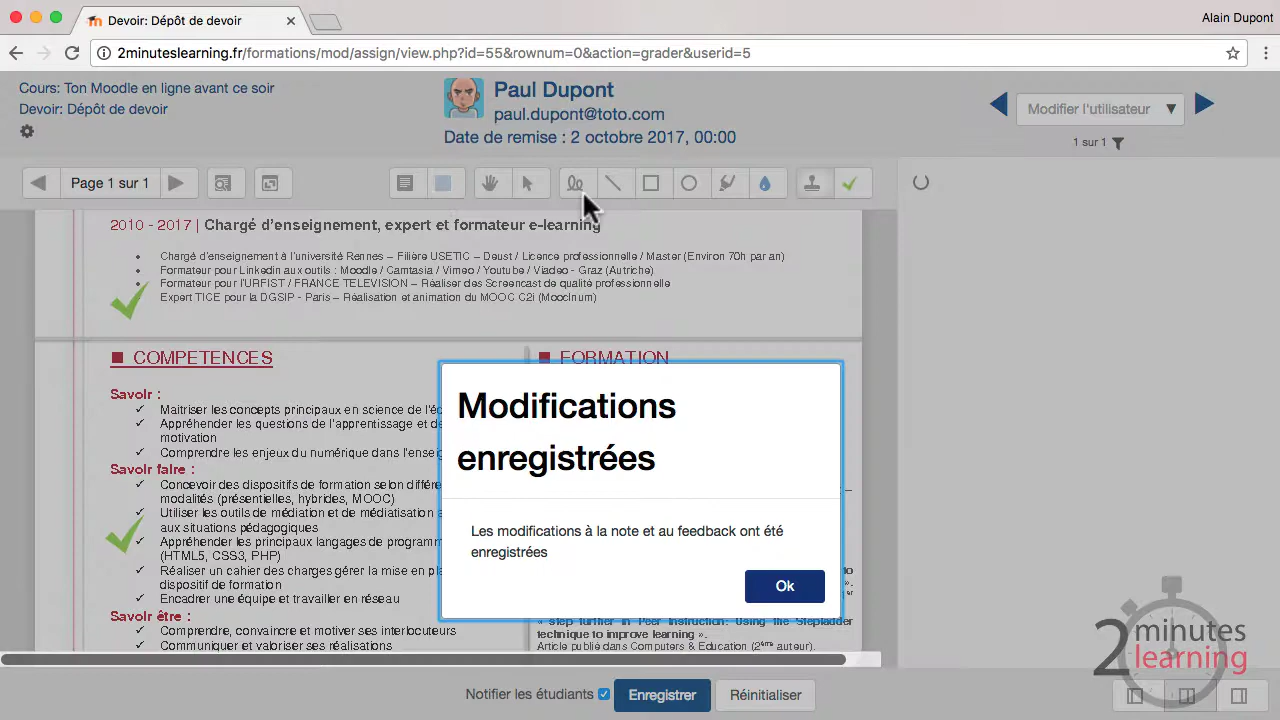 Devoir: Dépôt de devoir
Alain Dupont
2minuteslearning.fr/formations/mod/assign/view.php?id=55&rownum=0&action=grader&userid=5
Cours: Ton Moodle en ligne avant ce soir
Devoir: Dépôt de devoir
Paul Dupont
paul.dupont@toto.com
Date de remise : 2 octobre 2017, 00:00
Modifier l'utilisateur
1 sur 1
Page 1 sur 1
2010 - 2017 | Chargé d'enseignement, expert et formateur e-learning
Chargé d'enseignement à l'université Rennes – Filière USETIC – Deust / Licence professionnelle / Master (Environ 70h par an)
Formateur pour Linkedin aux outils : Moodle / Camtasia / Vimeo / Youtube / Viadeo - Graz (Autriche)
Formateur pour l'URFIST / FRANCE TELEVISION – Réaliser des Screencast de qualité professionnelle
Expert TICE pour la DGSIP - Paris – Réalisation et animation du MOOC C2i (MoocInum)
COMPETENCES
Savoir :
Maitriser les concepts principaux en science de l'é
Appréhender les questions de l'apprentissage et de
motivation
Comprendre les enjeux du numérique dans l'ensei
Savoir faire :
Concevoir des dispositifs de formation selon différe
modalités (présentielles, hybrides, MOOC)
Utiliser les outils de médiation et de médiatisation a
aux situations pédagogiques
Appréhender les principaux langages de programm
(HTML5, CSS3, PHP)
Réaliser un cahier des charges gérer la mise en pla
dispositif de formation
Encadrer une équipe et travailler en réseau
Savoir être :
Comprendre, convaincre et motiver ses interlocuteurs
Communiquer et valoriser ses réalisations
FORMATION
Modifications
enregistrées
Les modifications à la note et au feedback ont été
enregistrées
Ok
« step further in Peer Instruction: Using the Stepladder
technique to improve learning ».
Article publié dans Computers & Education (2ème auteur).
2 minutes
learning
Notifier les étudiants
Enregistrer
Réinitialiser